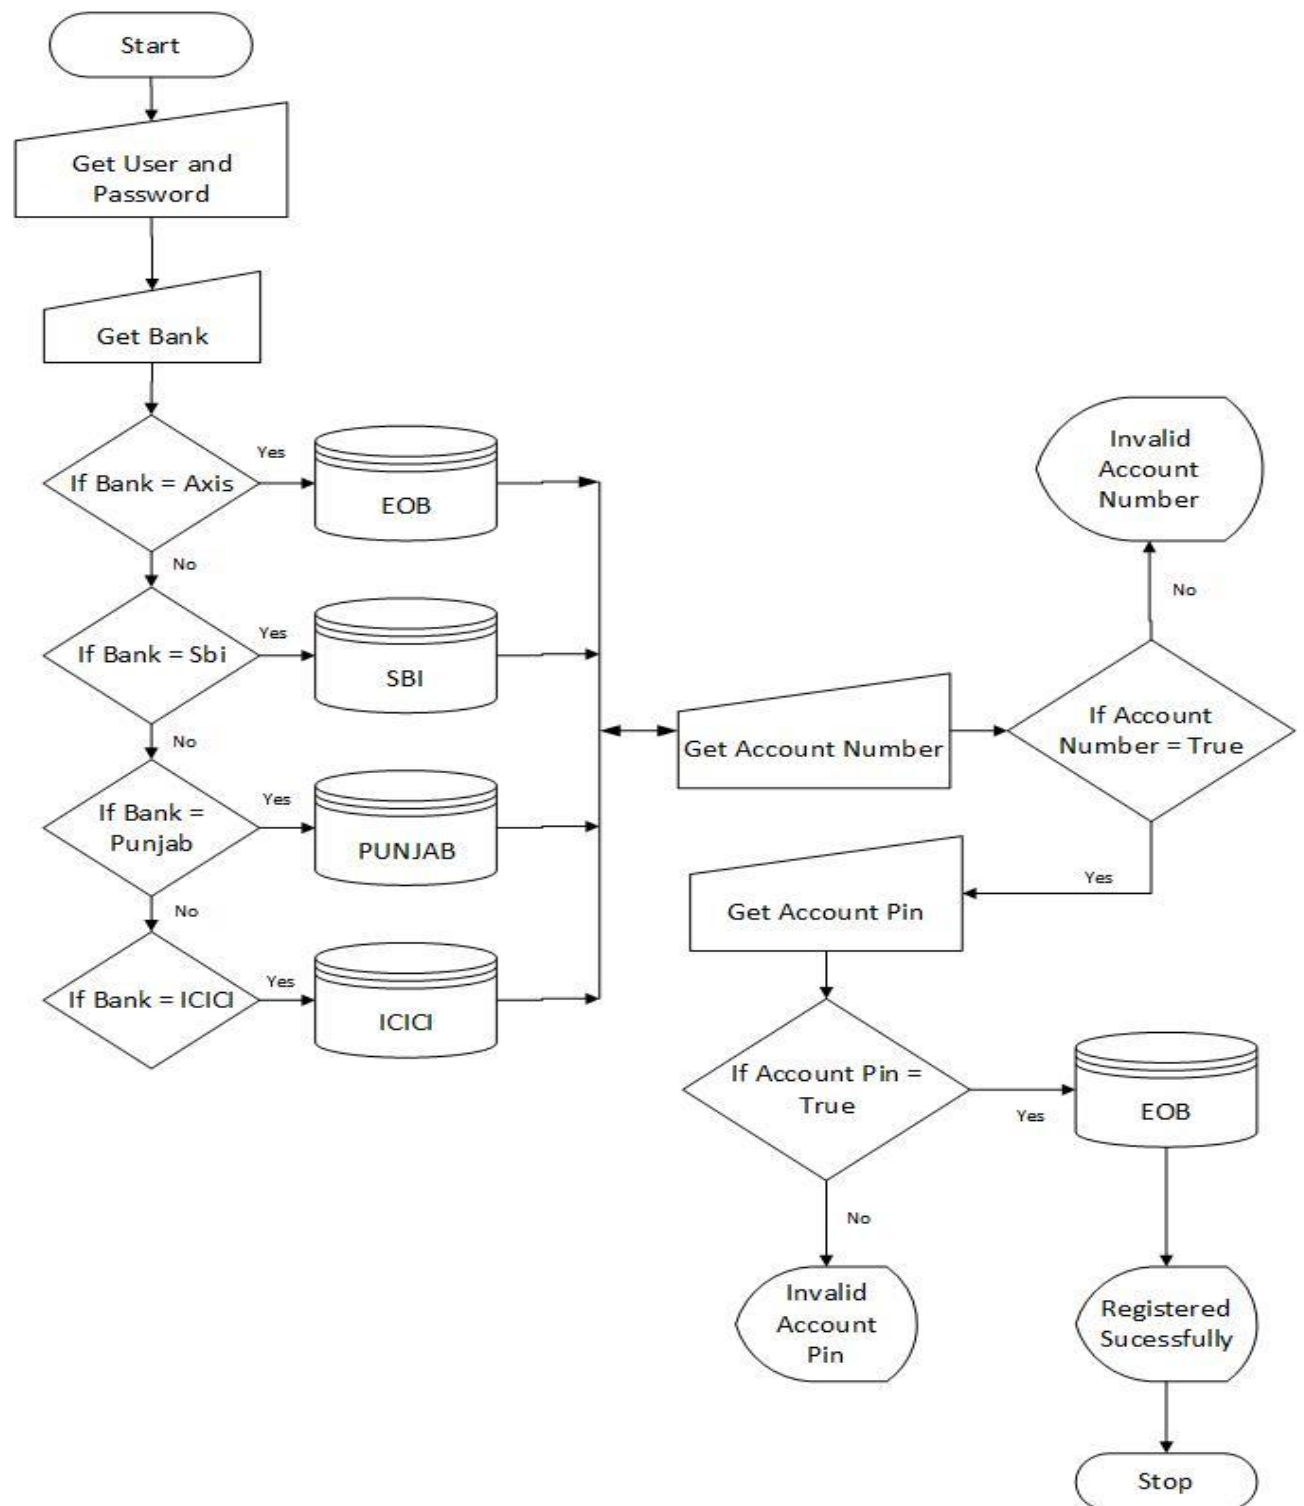 Start
Get User and
Password
Get Bank
If Bank = Axis
Yes
EOB
No
If Bank = Sbi
Yes
SBI
No
If Bank =
Punjab
Yes
PUNJAB
No
If Bank = ICICI
Yes
ICICI
Get Account Number
If Account
Number = True
No
Invalid
Account
Number
Yes
Get Account Pin
If Account Pin =
True
No
Invalid
Account
Pin
Yes
EOB
Registered
Sucessfully
Stop